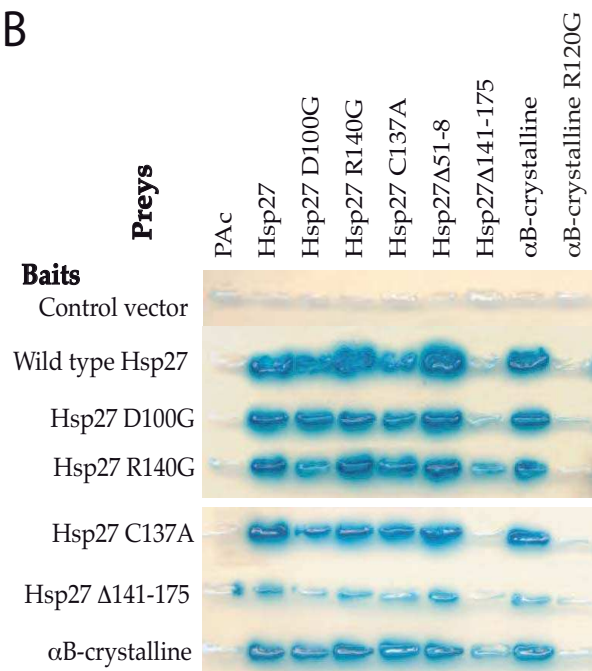 B
Preys
PAc
Hsp27
Hsp27 D100G
Hsp27 R140G
Hsp27 C137A
Hsp27Δ51-8
Hsp27Δ141-175
αB-crystalline
αB-crystalline R120G
Baits
Control vector
Wild type Hsp27
Hsp27 D100G
Hsp27 R140G
Hsp27 C137A
Hsp27 Δ141-175
αB-crystalline